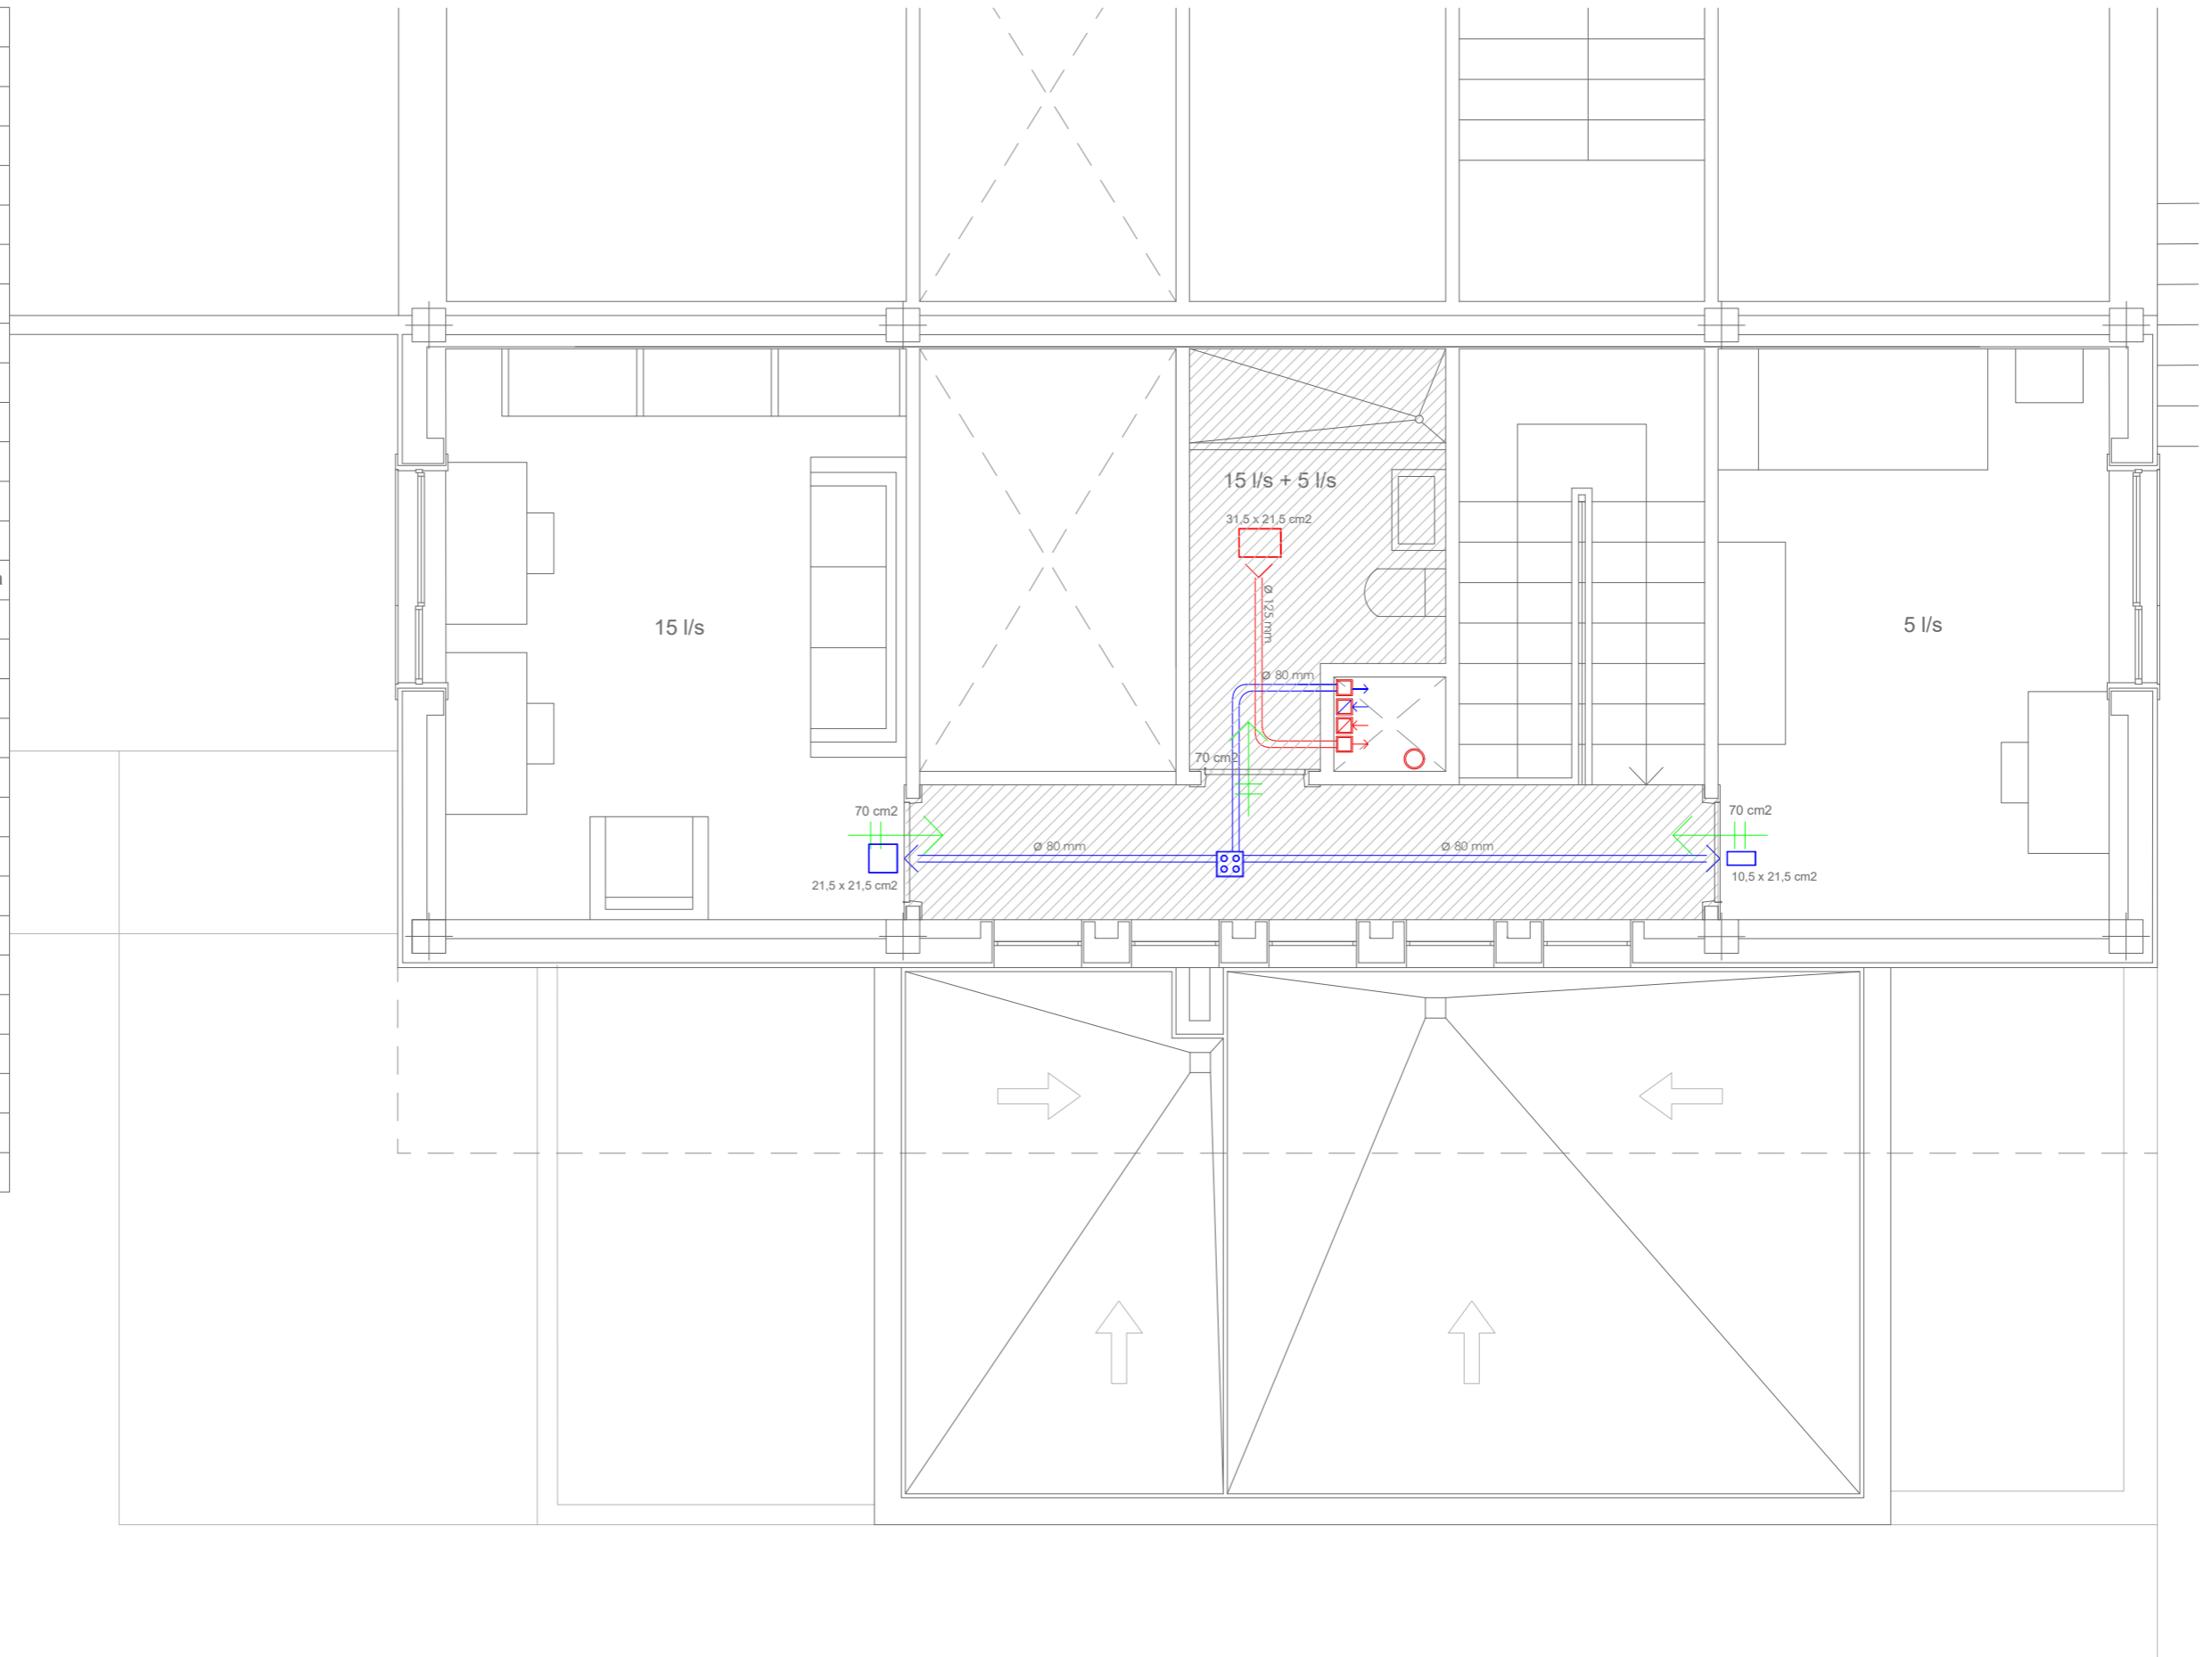 15 l/s + 5 l/s
31,5 x 21,5 cm2
Ø 125 mm
15 l/s
5 l/s
Ø 80 mm
70 cm2
70 cm2
70 cm2
Ø 80 mm
Ø 80 mm
21,5 x 21,5 cm2
10,5 x 21,5 cm2